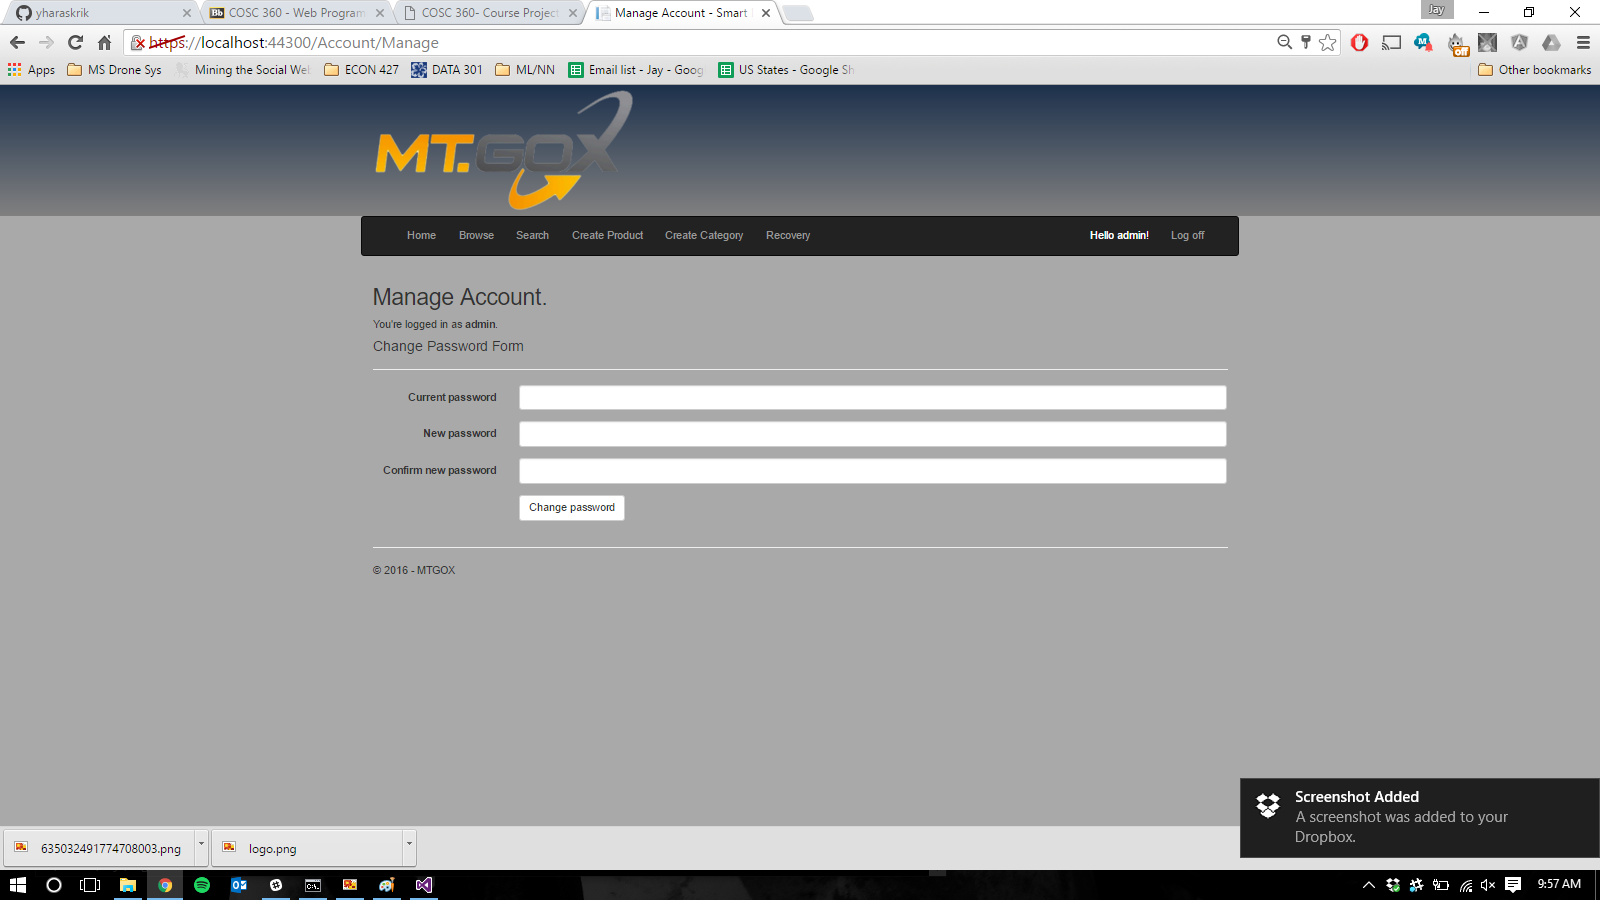 yharaskrik
COSC 360 - Web Program
COSC 360- Course Project
Manage Account - Smart
Jay
https://localhost:44300/Account/Manage
Apps
MS Drone Sys
Mining the Social Web
ECON 427
DATA 301
ML/NN
Email list - Jay - Goog
US States - Google Sh
Other bookmarks
MT.GOX
Home
Browse
Search
Create Product
Create Category
Recovery
Hello admin!
Log off
Manage Account.
You're logged in as admin.
Change Password Form
Current password
New password
Confirm new password
Change password
© 2016 - MTGOX
Screenshot Added
A screenshot was added to your
Dropbox.
635032491774708003.png
logo.png
9:57 AM